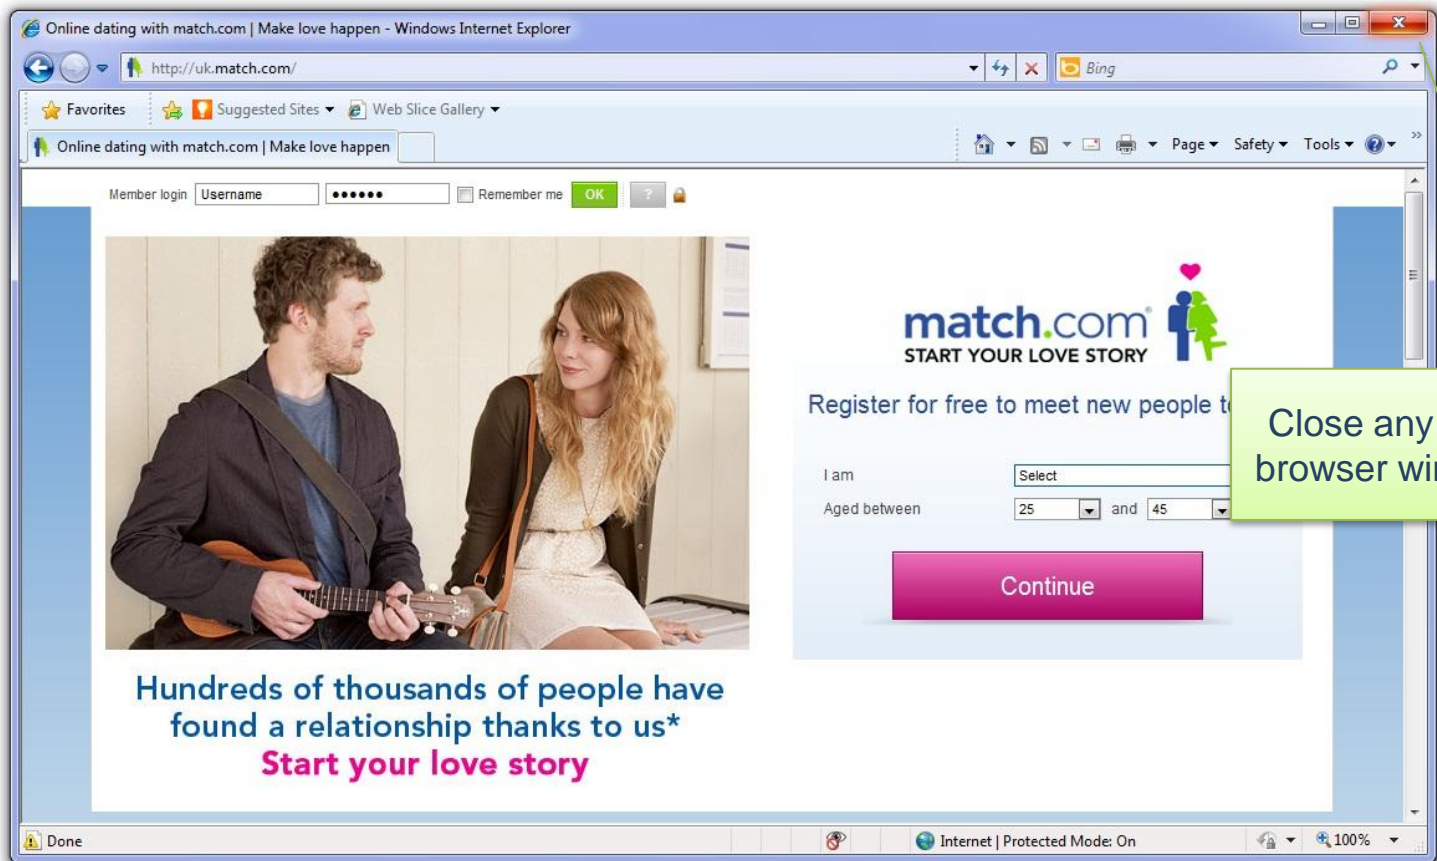 Online dating with match.com | Make love happen - Windows Internet Explorer
http://uk.match.com/
Bing
Favorites Suggested Sites Web Slice Gallery
Online dating with match.com | Make love happen
Page Safety Tools
Member login Username Remember me OK ?
match.com
START YOUR LOVE STORY
Register for free to meet new people
I am Select
Aged between 25 and 45
Continue
Close any
browser
Hundreds of thousands of people have
found a relationship thanks to us*
Start your love story
Done Internet | Protected Mode: On 100%